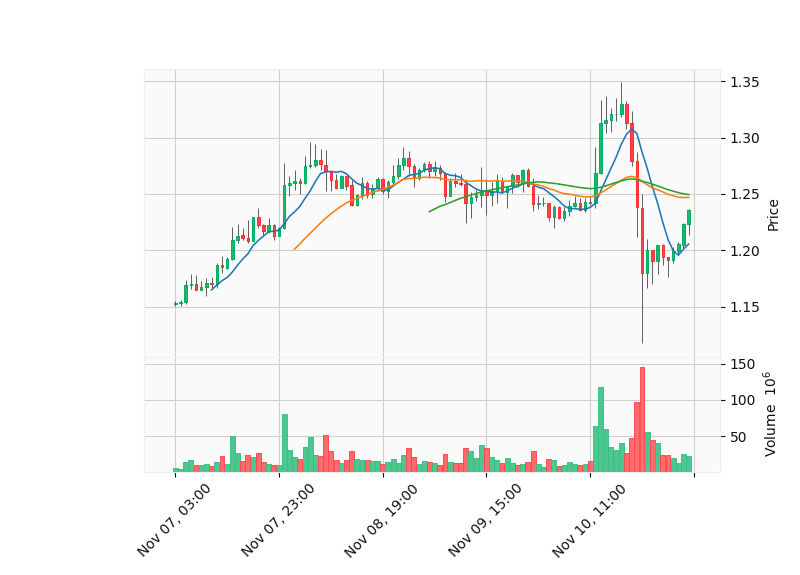 1.35
1.30
1.25
1.20
1.15
Price
150
100
50
Volume 10^6
Nov 07, 03:00
Nov 07, 23:00
Nov 08, 19:00
Nov 09, 15:00
Nov 10, 11:00